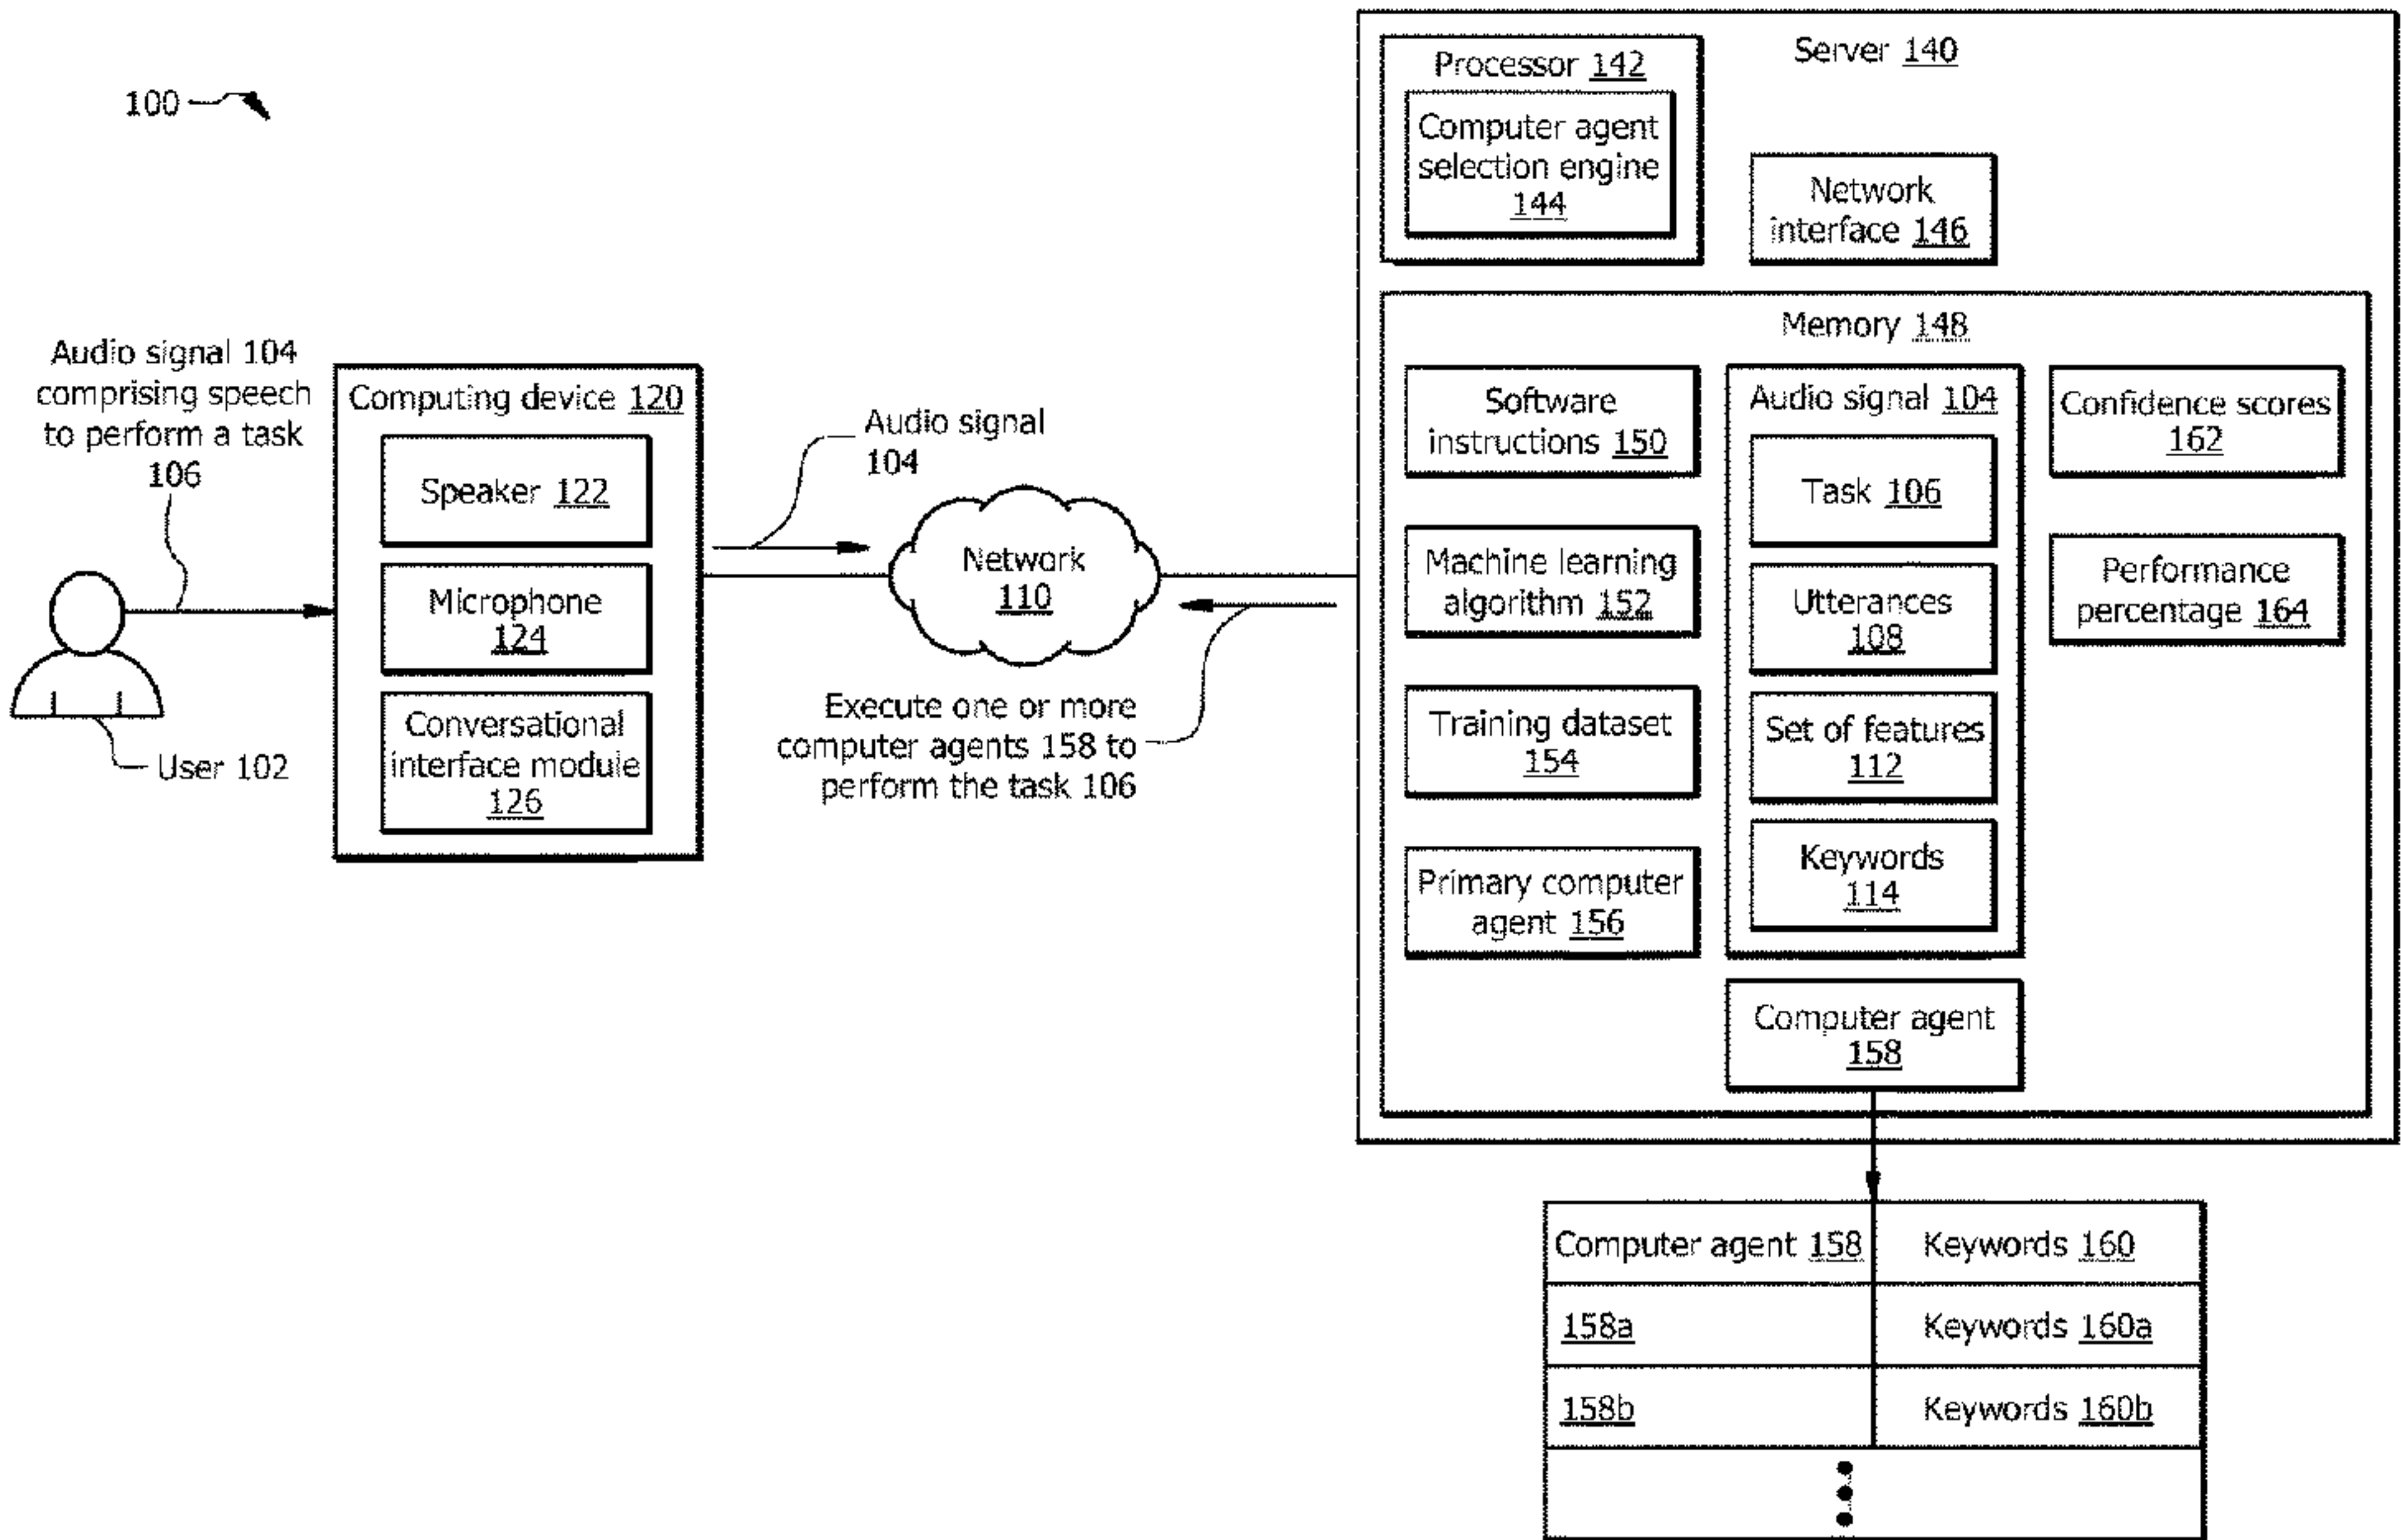 100
Audio signal 104
comprising speech
to perform a task
106
User 102
Computing device 120
Speaker 122
Microphone
124
Conversational
interface module
126
Audio signal
104
Network
110
Execute one or more
computer agents 158 to
perform the task 106
Server 140
Processor 142
Computer agent
selection engine
144
Network
interface 146
Memory 148
Software
instructions 150
Machine learning
algorithm 152
Training dataset
154
Primary computer
agent 156
Audio signal 104
Task 106
Utterances
108
Set of features
112
Keywords
114
Computer agent
158
Confidence scores
162
Performance
percentage 164
Computer agent 158 Keywords 160
158a Keywords 160a
158b Keywords 160b